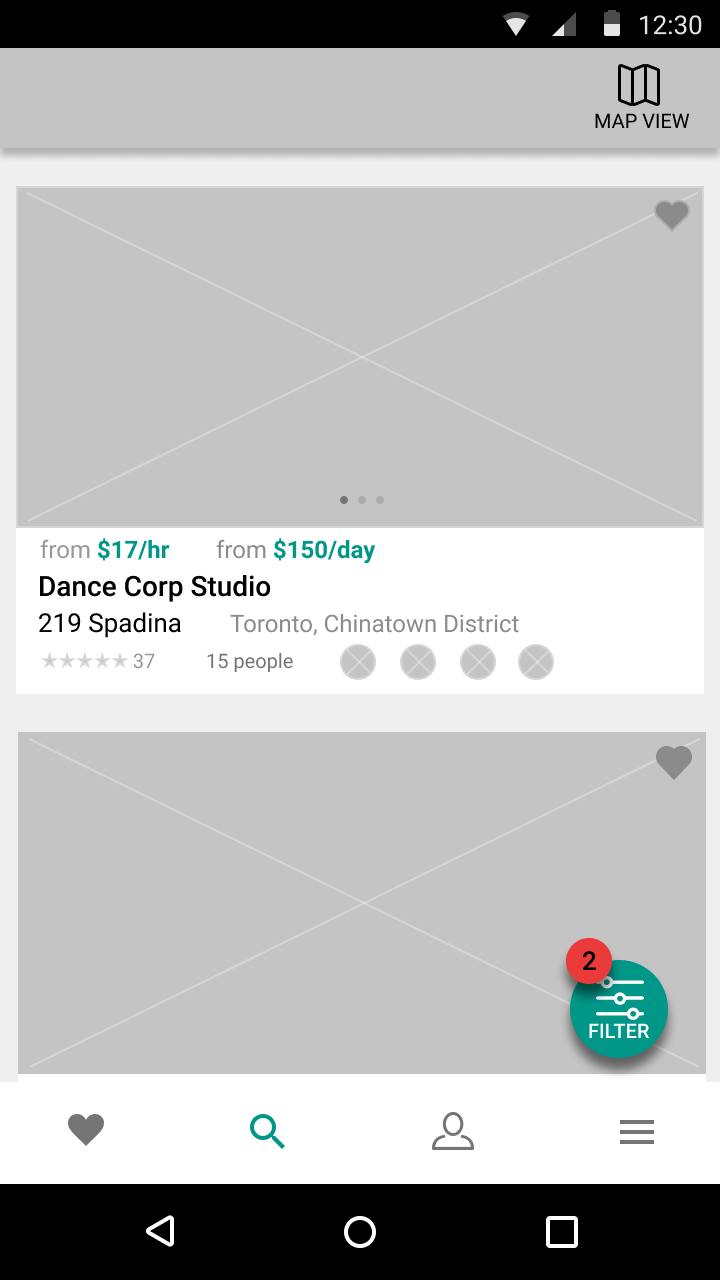 12:30
MAP VIEW
from $17/hr from $150/day
Dance Corp Studio
219 Spadina Toronto, Chinatown District
★★★★★ 37 15 people
2
FILTER